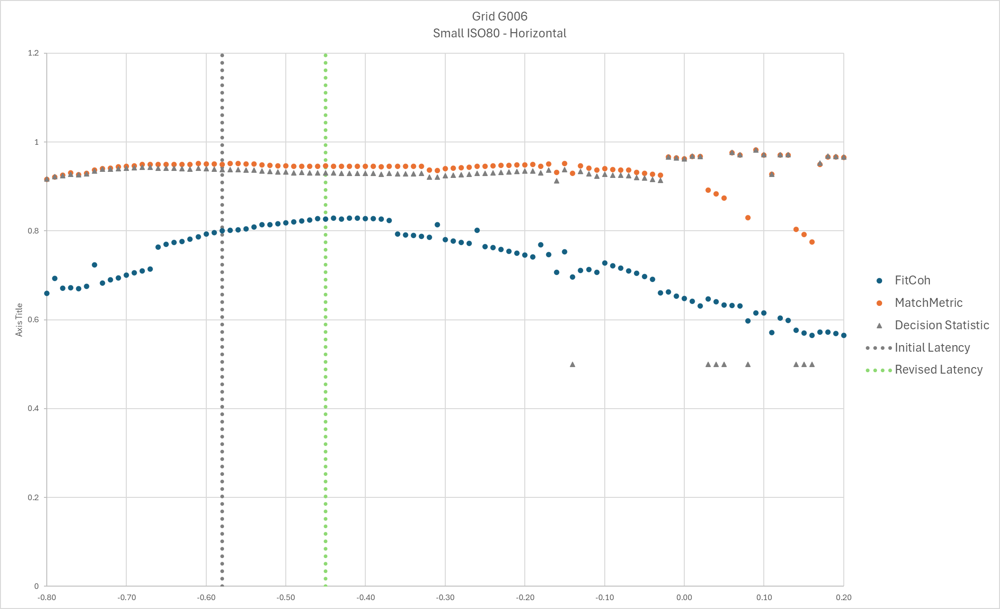 Grid G006
Small ISO80 - Horizontal
1.2
1
0.8
0.6
0.4
0.2
0
Axis Title
-0.80 -0.70 -0.60 -0.50 -0.40 -0.30 -0.20 -0.10 0.00 0.10 0.20
FitCoh
MatchMetric
Decision Statistic
Initial Latency
Revised Latency